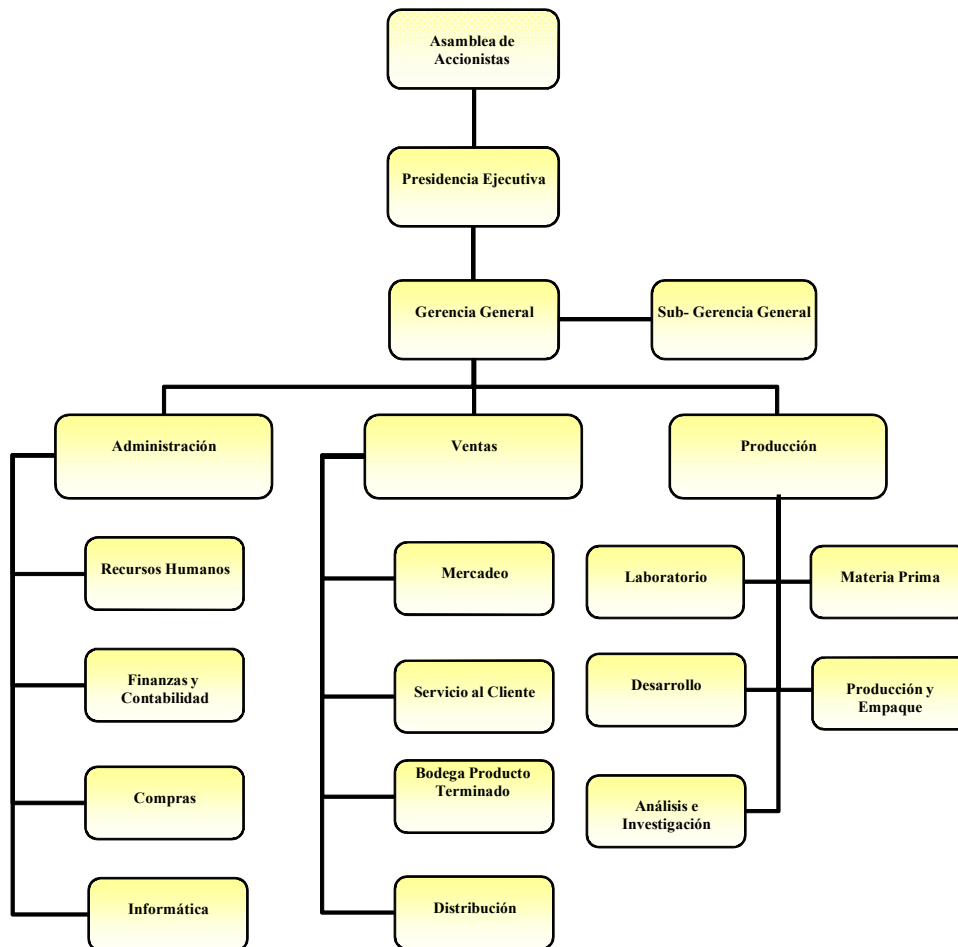 Asamblea de
Accionistas
Presidencia Ejecutiva
Gerencia General
Sub- Gerencia General
Administración
Ventas
Producción
Recursos Humanos
Mercadeo
Laboratorio
Materia Prima
Finanzas y
Contabilidad
Servicio al Cliente
Desarrollo
Producción y
Empaque
Compras
Bodega Producto
Terminado
Análisis e
Investigación
Informática
Distribución